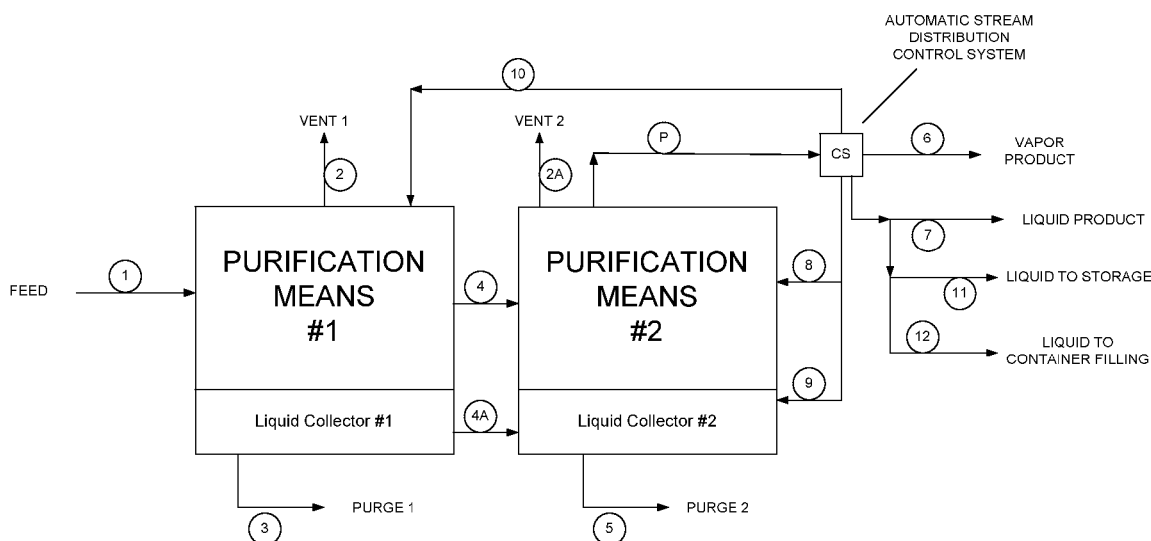 AUTOMATIC STREAM
DISTRIBUTION
CONTROL SYSTEM
10
VENT 1
VENT 2
P
CS
6
VAPOR
PRODUCT
2
2A
LIQUID PRODUCT
7
PURIFICATION
MEANS
#1
PURIFICATION
MEANS
#2
FEED
1
4
8
LIQUID TO STORAGE
11
12
LIQUID TO
CONTAINER FILLING
9
Liquid Collector #1
4A
Liquid Collector #2
3
PURGE 1
5
PURGE 2